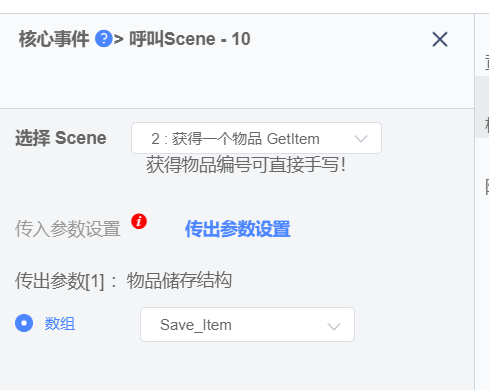 核心事件 ?> 呼叫Scene - 10
选择 Scene 2 : 获得一个物品 GetItem
获得物品编号可直接手写！
传入参数设置 i 传出参数设置
传出参数[1] ： 物品储存结构
数组 Save_Item